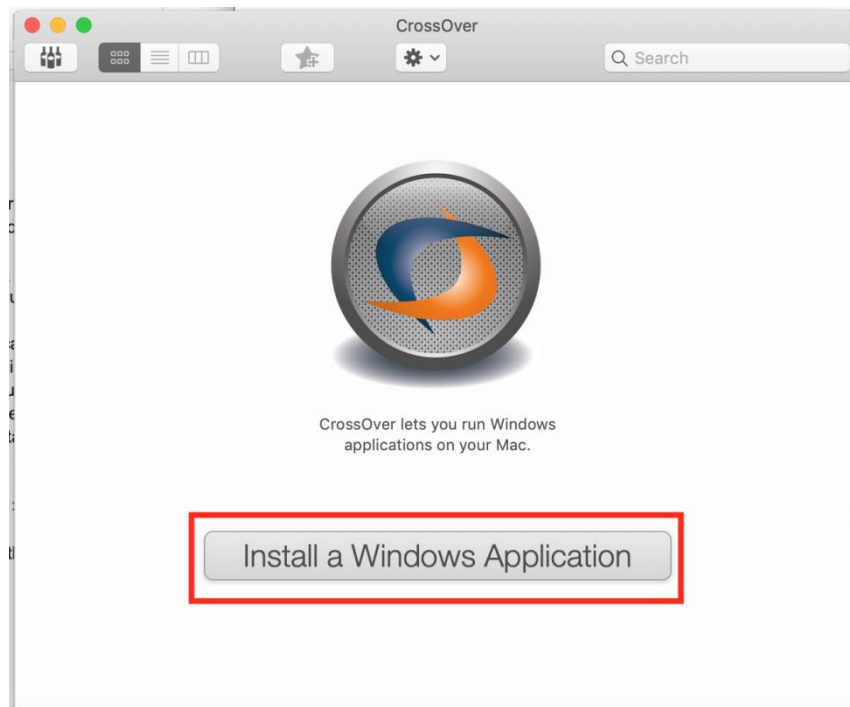 CrossOver
Search
CrossOver lets you run Windows
applications on your Mac.
Install a Windows Application